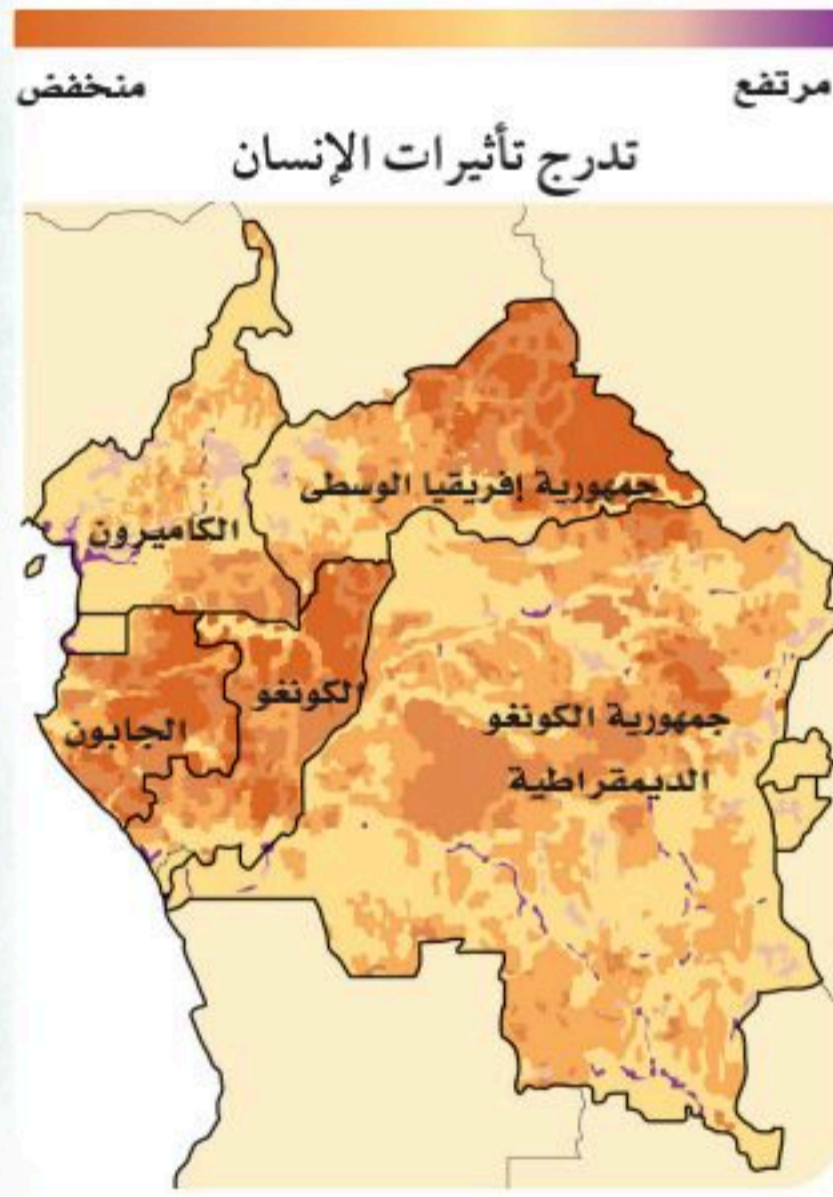 منخفض
مرتفع
تدرج تأثيرات الإنسان
جمهورية إفريقيا الوسطى
الكاميرون
الكونغو
الجابون
جمهورية الكونغو
الديمقراطية